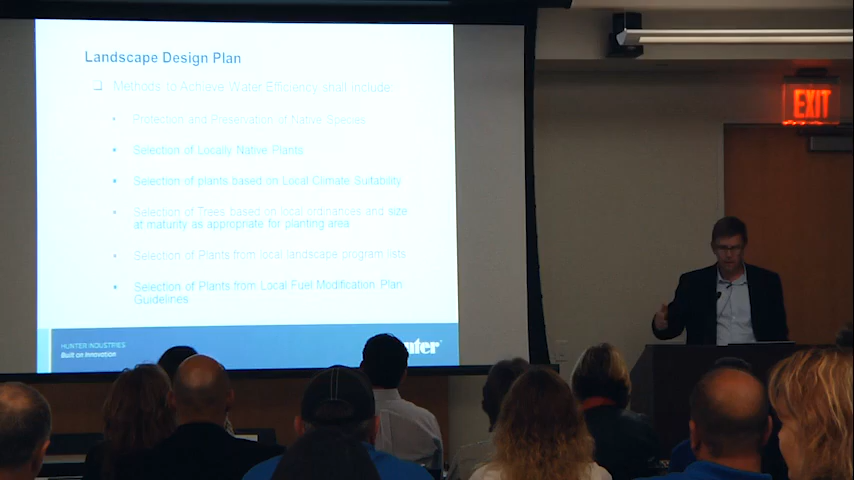 Landscape Design Plan
Methods to Achieve Water Efficiency shall include:
Protection and Preservation of Native Species
Selection of Locally Native Plants
Selection of plants based on Local Climate Suitability
Selection of Trees based on local ordinances and size
at maturity as appropriate for planting area
Selection of Plants from local landscape program lists
Selection of Plants from Local Fuel Modification Plan
Guidelines
HUNTER INDUSTRIES
Built on Innovation
EXIT